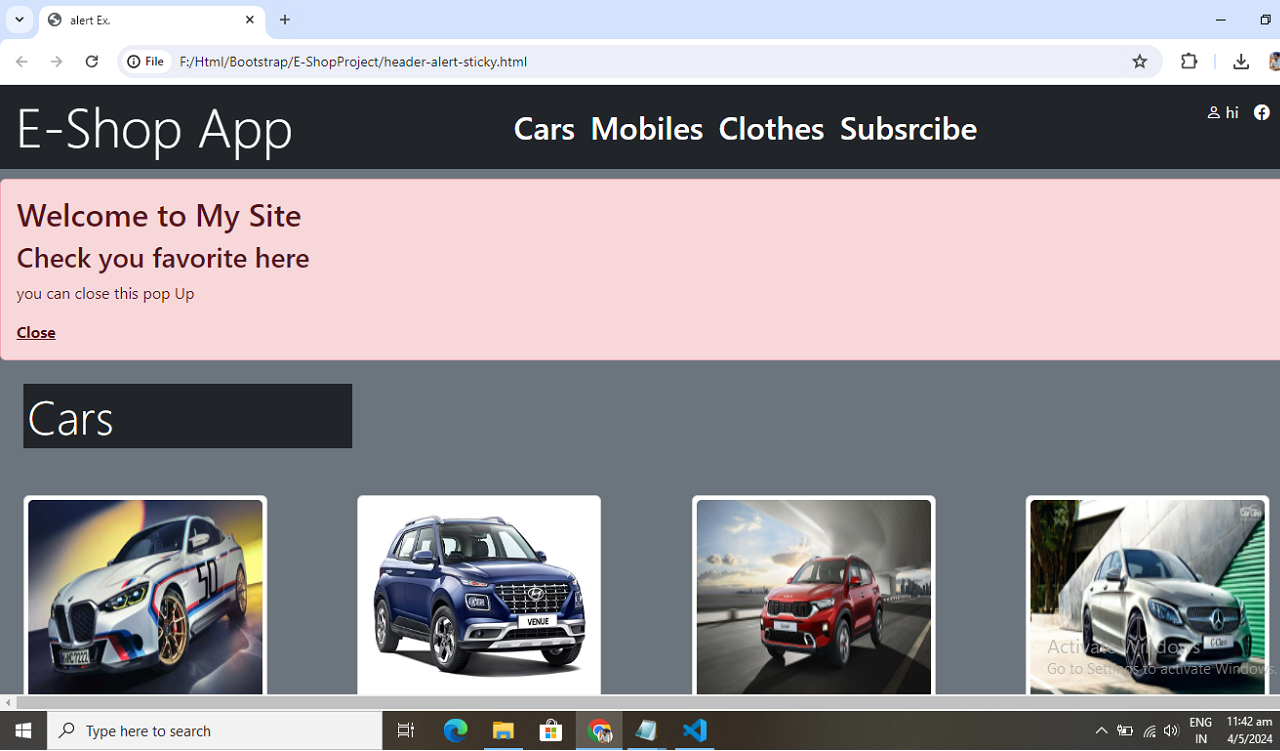 alert Ex.
File
F:/Html/Bootstrap/E-ShopProject/header-alert-sticky.html
E-Shop App
Cars Mobiles Clothes Subsrcibe
hi
Welcome to My Site
Check you favorite here
you can close this pop Up
Close
Cars
50
VENUE
C-Class
Activate Windows
Go to Settings to activate Windows.
Type here to search
ENG
IN
11:42 am
4/5/2024